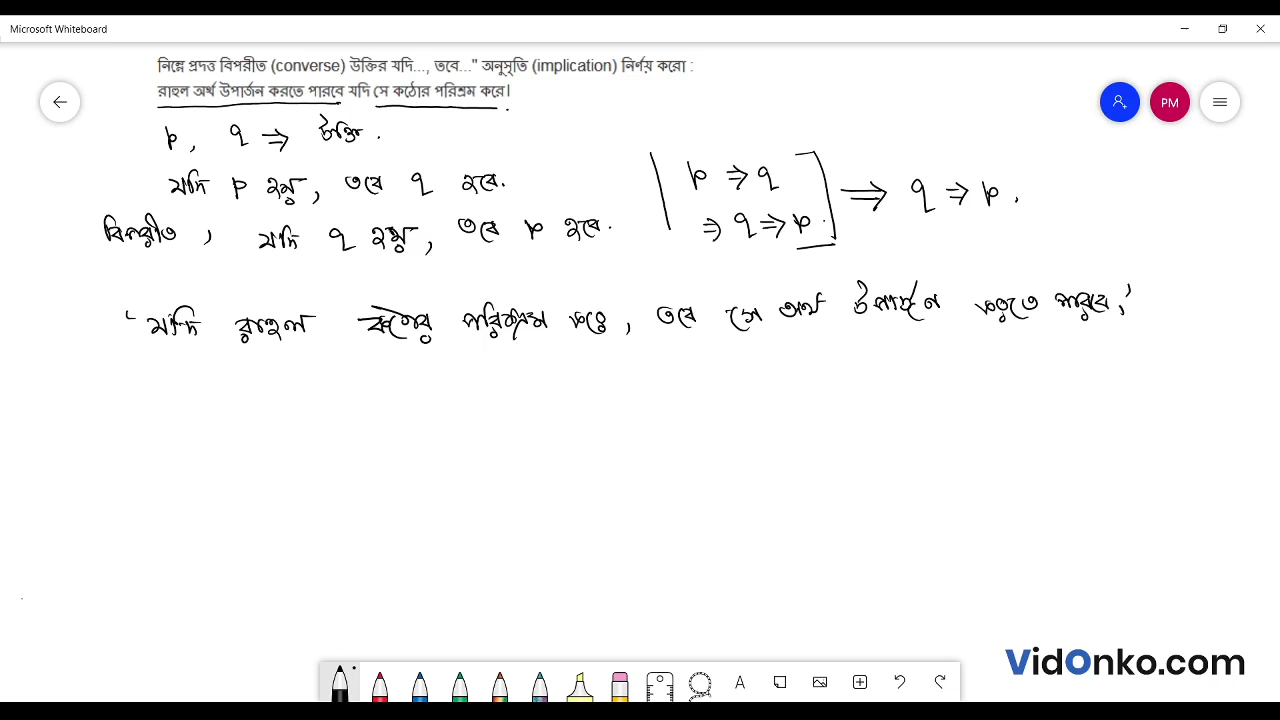 Microsoft Whiteboard
নিম্নে প্রদত্ত বিপরীত (converse) উক্তির যদি..., তবে..." অনুসৃতি (implication) নির্ণয় করো :
রাহুল অর্থ উপার্জন করতে পারবে যদি সে কঠোর পরিশ্রম করে।
PM
p, q ⇒ উক্তি.
যদি p হয়, তবে q হবে.
p ⇒ q
⇒ q ⇒ p.
⇒ q ⇒ p.
বিপরীত, যদি q হয়, তবে p হবে.
‘যদি রাহুল কঠোর পরিশ্রম করে, তবে সে অর্থ উপার্জন করতে পারবে,’
VidOnko.com
A